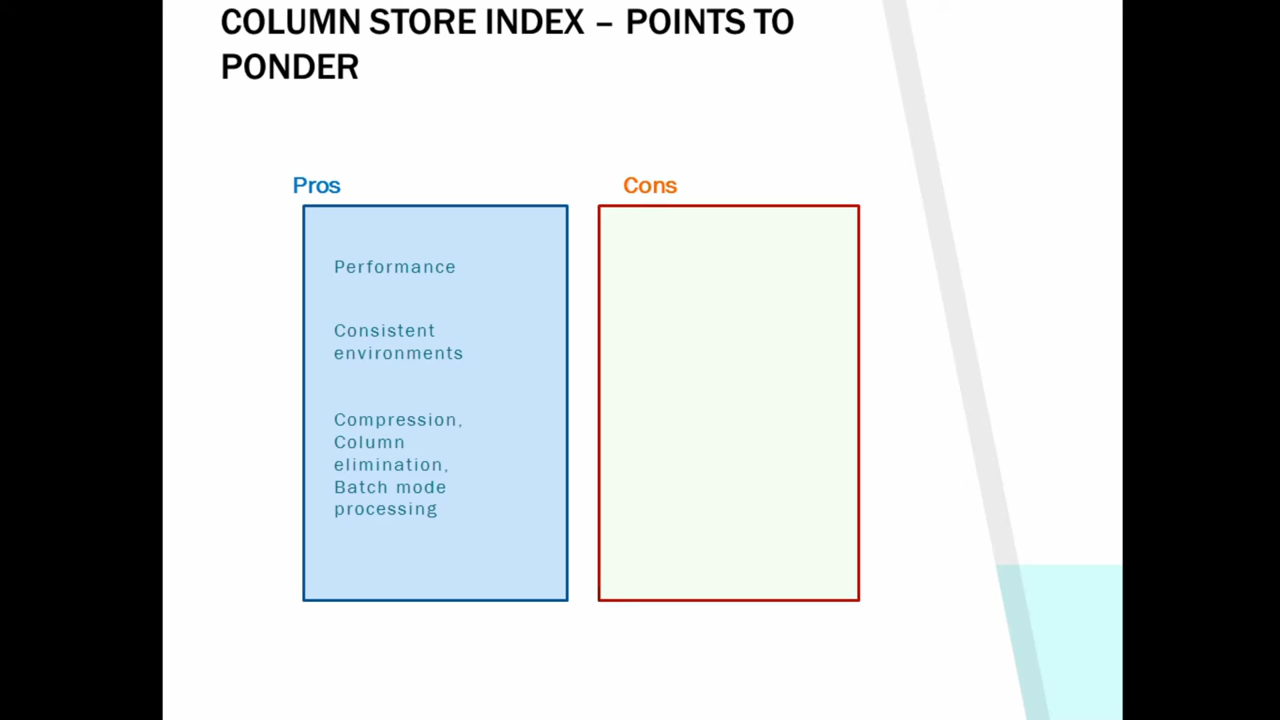 COLUMN STORE INDEX – POINTS TO
PONDER
Pros
Cons
Performance
Consistent
environments
Compression,
Column
elimination,
Batch mode
processing